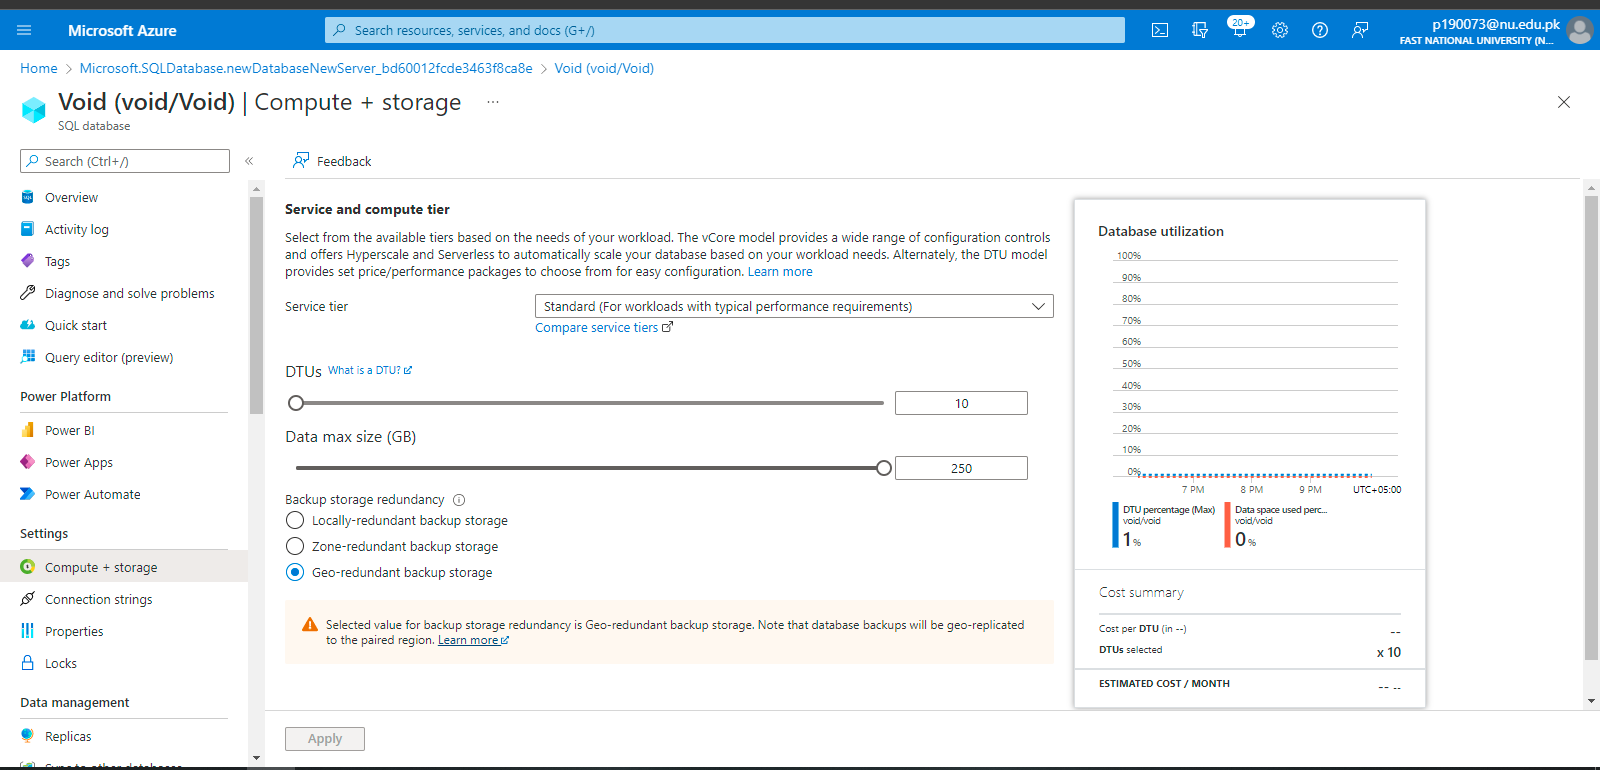 Microsoft Azure
Search resources, services, and docs (G+/)
20+
p190073@nu.edu.pk
FAST NATIONAL UNIVERSITY (N...
Home > Microsoft.SQLDatabase.newDatabaseNewServer_bd60012fcde3463f8ca8e > Void (void/Void)
Void (void/Void) | Compute + storage ...
SQL database
Search (Ctrl+/)
«
Overview
Activity log
Tags
Diagnose and solve problems
Quick start
Query editor (preview)
Power Platform
Power BI
Power Apps
Power Automate
Settings
Compute + storage
Connection strings
Properties
Locks
Data management
Replicas
Sync to other databases
Feedback
Service and compute tier
Select from the available tiers based on the needs of your workload. The vCore model provides a wide range of configuration controls
and offers Hyperscale and Serverless to automatically scale your database based on your workload needs. Alternately, the DTU model
provides set price/performance packages to choose from for easy configuration. Learn more
Service tier
Standard (For workloads with typical performance requirements)
Compare service tiers
DTUs What is a DTU?
10
Data max size (GB)
250
Backup storage redundancy
Locally-redundant backup storage
Zone-redundant backup storage
Geo-redundant backup storage
Selected value for backup storage redundancy is Geo-redundant backup storage. Note that database backups will be geo-replicated
to the paired region. Learn more
Apply
Database utilization
100%
90%
80%
70%
60%
50%
40%
30%
20%
10%
0%
7 PM 8 PM 9 PM UTC+05:00
DTU percentage (Max)
void/void
1 %
Data space used perc...
void/void
0 %
Cost summary
Cost per DTU (in --) --
DTUs selected x 10
ESTIMATED COST / MONTH -- --